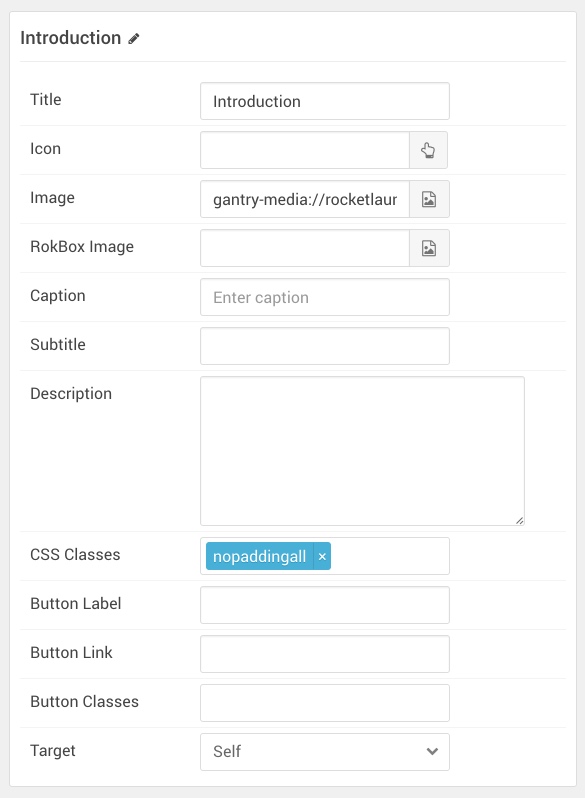 Introduction
Title
Introduction
Icon
Image
gantry-media://rocketlaur
RokBox Image
Caption
Enter caption
Subtitle
Description
CSS Classes
nopaddingall ×
Button Label
Button Link
Button Classes
Target
Self